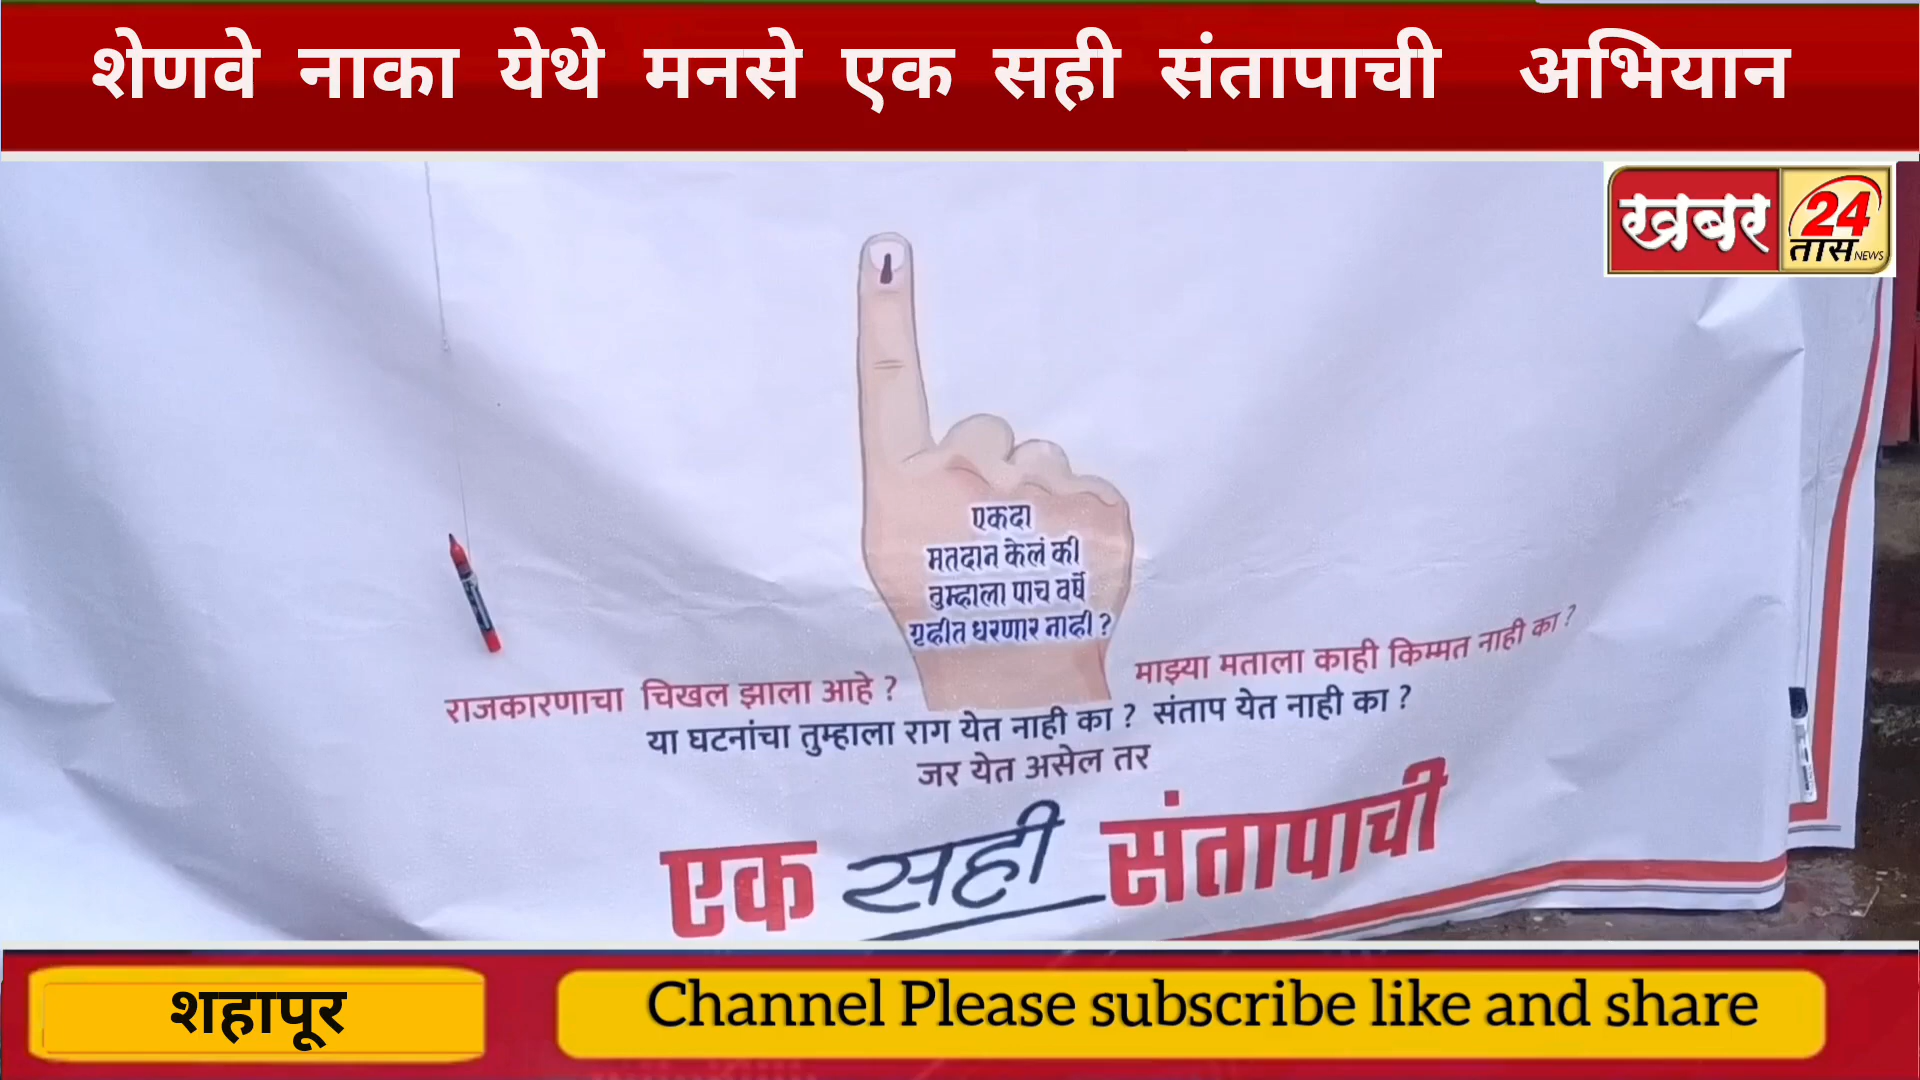 शेणवे नाका येथे मनसे एक सही संतापाची अभियान
खबर 24 तास NEWS
एकदा
मतदान केलं की
तुम्हाला पाच वर्षे
गृहीत धरणार नाही ?
राजकारणाचा चिखल झाला आहे ? माझ्या मताला काही किम्मत नाही का ?
या घटनांचा तुम्हाला राग येत नाही का ? संताप येत नाही का ?
जर येत असेल तर
एक सही संतापाची
शहापूर
Channel Please subscribe like and share